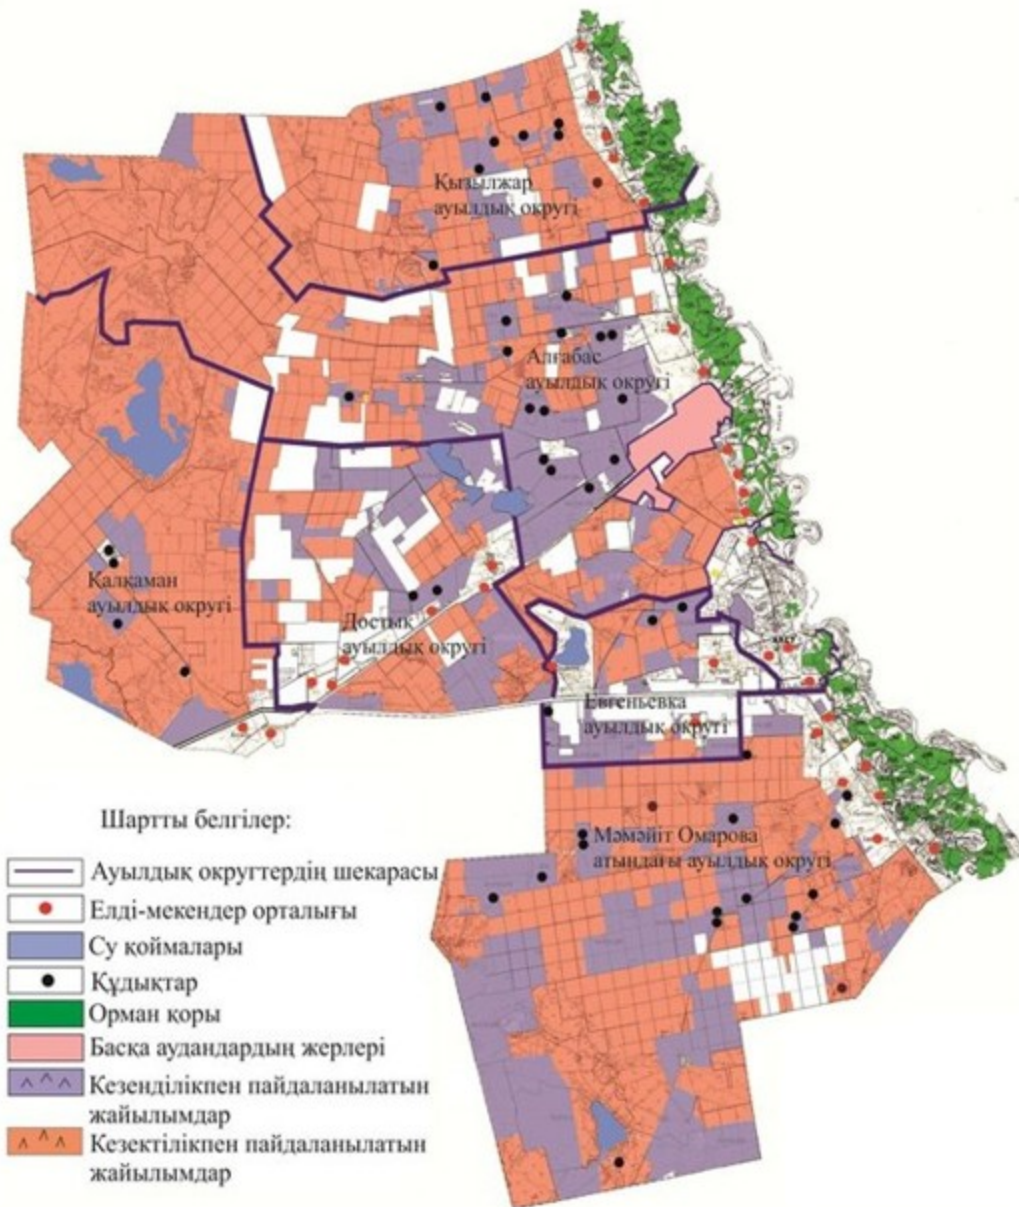 Қызылжар
ауылдық округі
Алғабас
ауылдық округі
Қалқаман
ауылдық округі
Достық
ауылдық округі
Евгеньевка
ауылдық округі
Мәмәйіт Омарова
атындағы ауылдық округі
Шартты белгілер:
Ауылдық округтердің шекарасы
Елді-мекендер орталығы
Су қоймалары
Құдықтар
Орман қоры
Басқа аудандардың жерлері
Кезенділікпен пайдаланылатын
жайылымдар
Кезектілікпен пайдаланылатын
жайылымдар